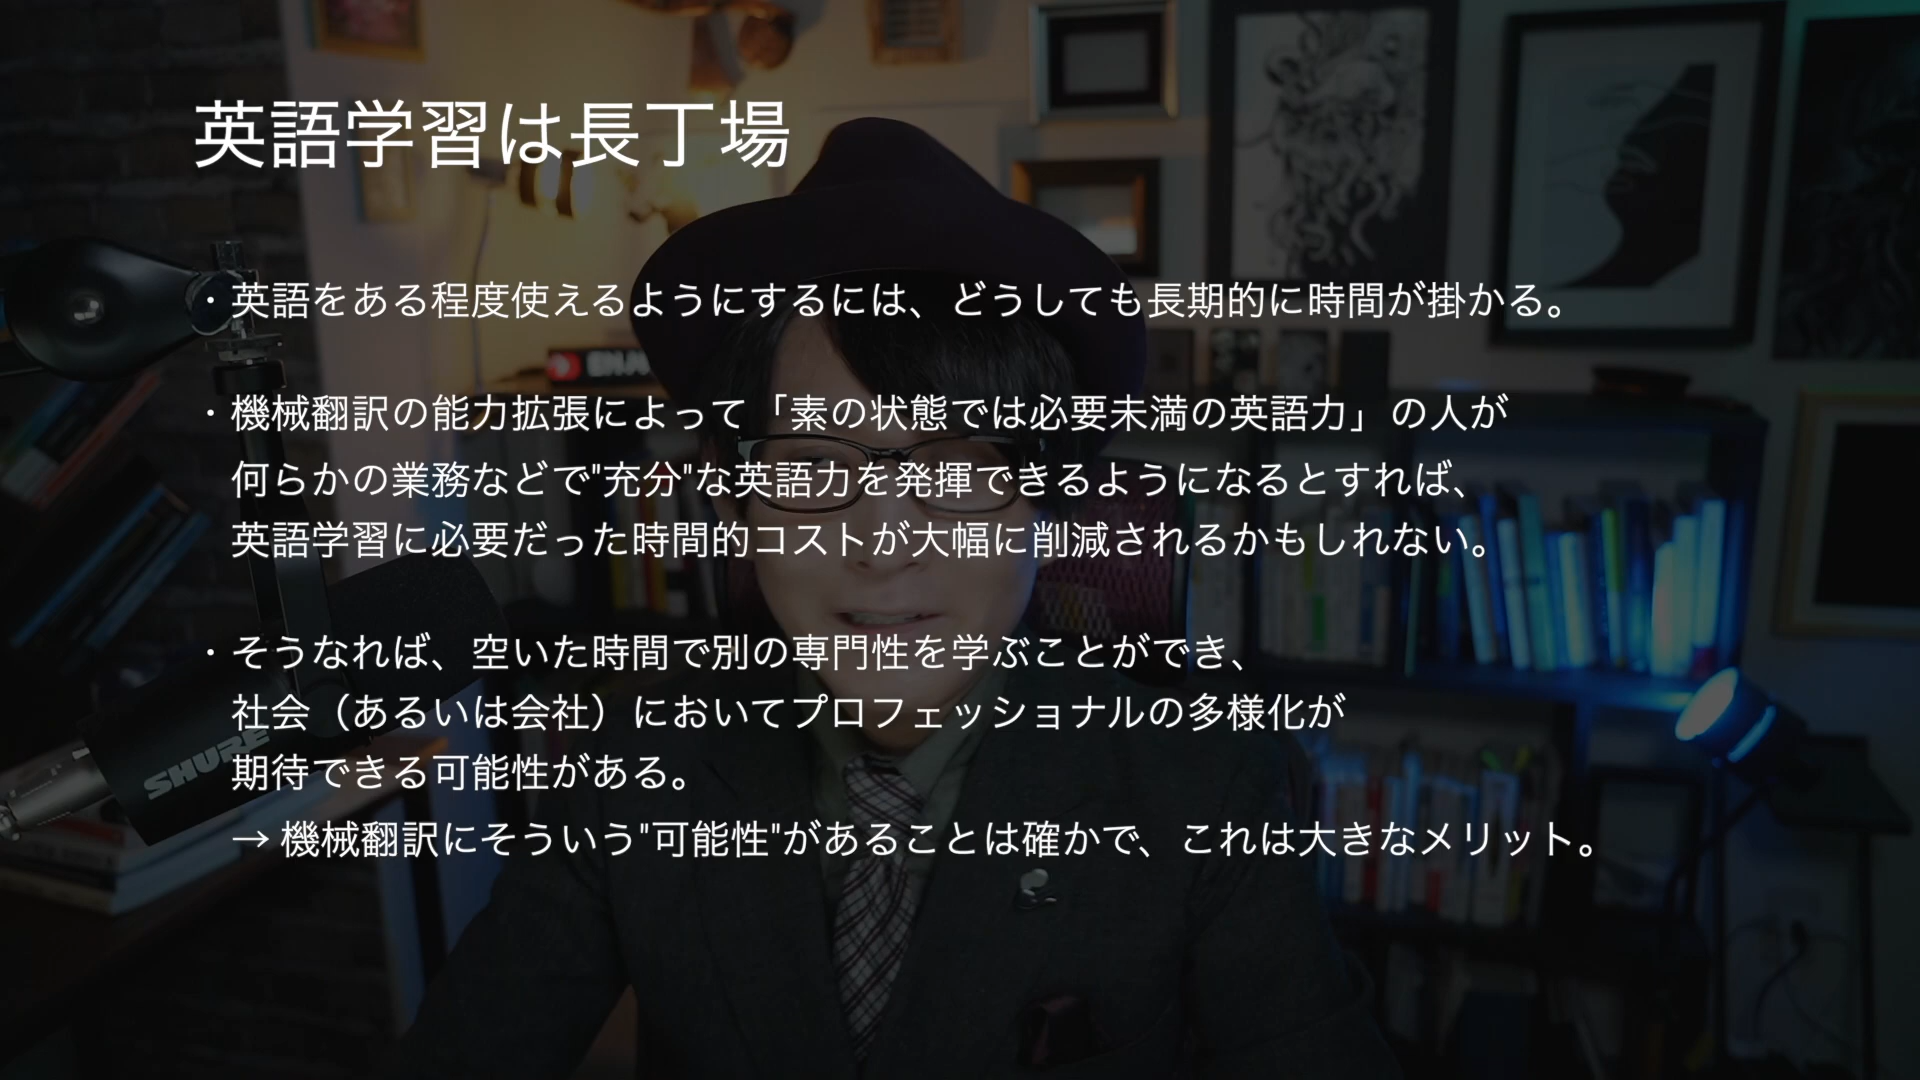 英語学習は長丁場
・英語をある程度使えるようにするには、どうしても長期的に時間が掛かる。
・機械翻訳の能力拡張によって「素の状態では必要未満の英語力」の人が
何らかの業務などで"充分"な英語力を発揮できるようになるとすれば、
英語学習に必要だった時間的コストが大幅に削減されるかもしれない。
・そうなれば、空いた時間で別の専門性を学ぶことができ、
社会（あるいは会社）においてプロフェッショナルの多様化が
期待できる可能性がある。
→ 機械翻訳にそういう"可能性"があることは確かで、これは大きなメリット。
SHURE